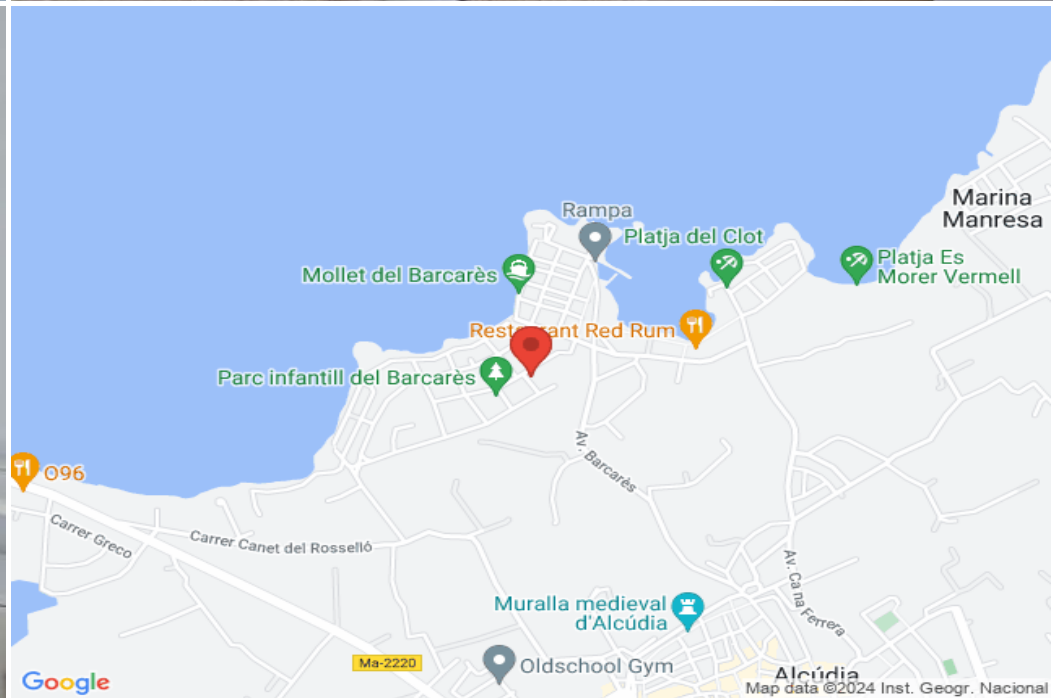 Marina
Manresa
Rampa
Platja del Clot
Platja Es
Morer Vermell
Mollet del Barcarès
Restaurant Red Rum
Parc infantill del Barcarès
Av. Barcarès
O96
Carrer Greco
Carrer Canet del Rosselló
Av. Ca na Ferrera
Muralla medieval
d'Alcúdia
Ma-2220
Oldschool Gym
Alcúdia
Google
Map data ©2024 Inst. Geogr. Nacional